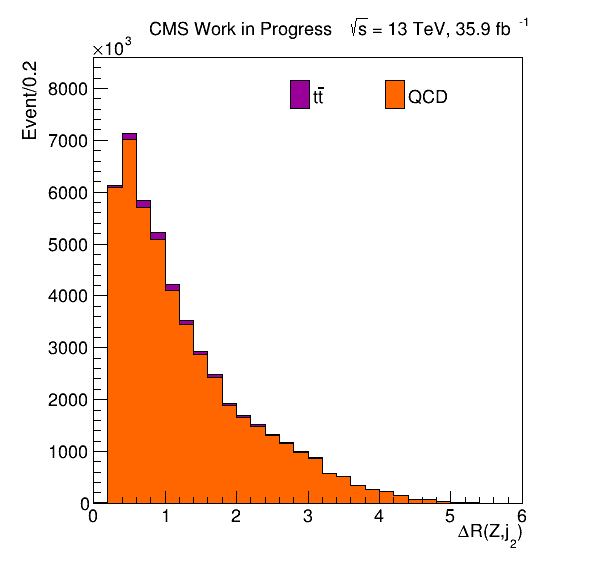 CMS Work in Progress √s = 13 TeV, 35.9 fb⁻¹
×10³
Event/0.2
tt̄
QCD
8000
7000
6000
5000
4000
3000
2000
1000
0
0 1 2 3 4 5 6
ΔR(Z,j₂)